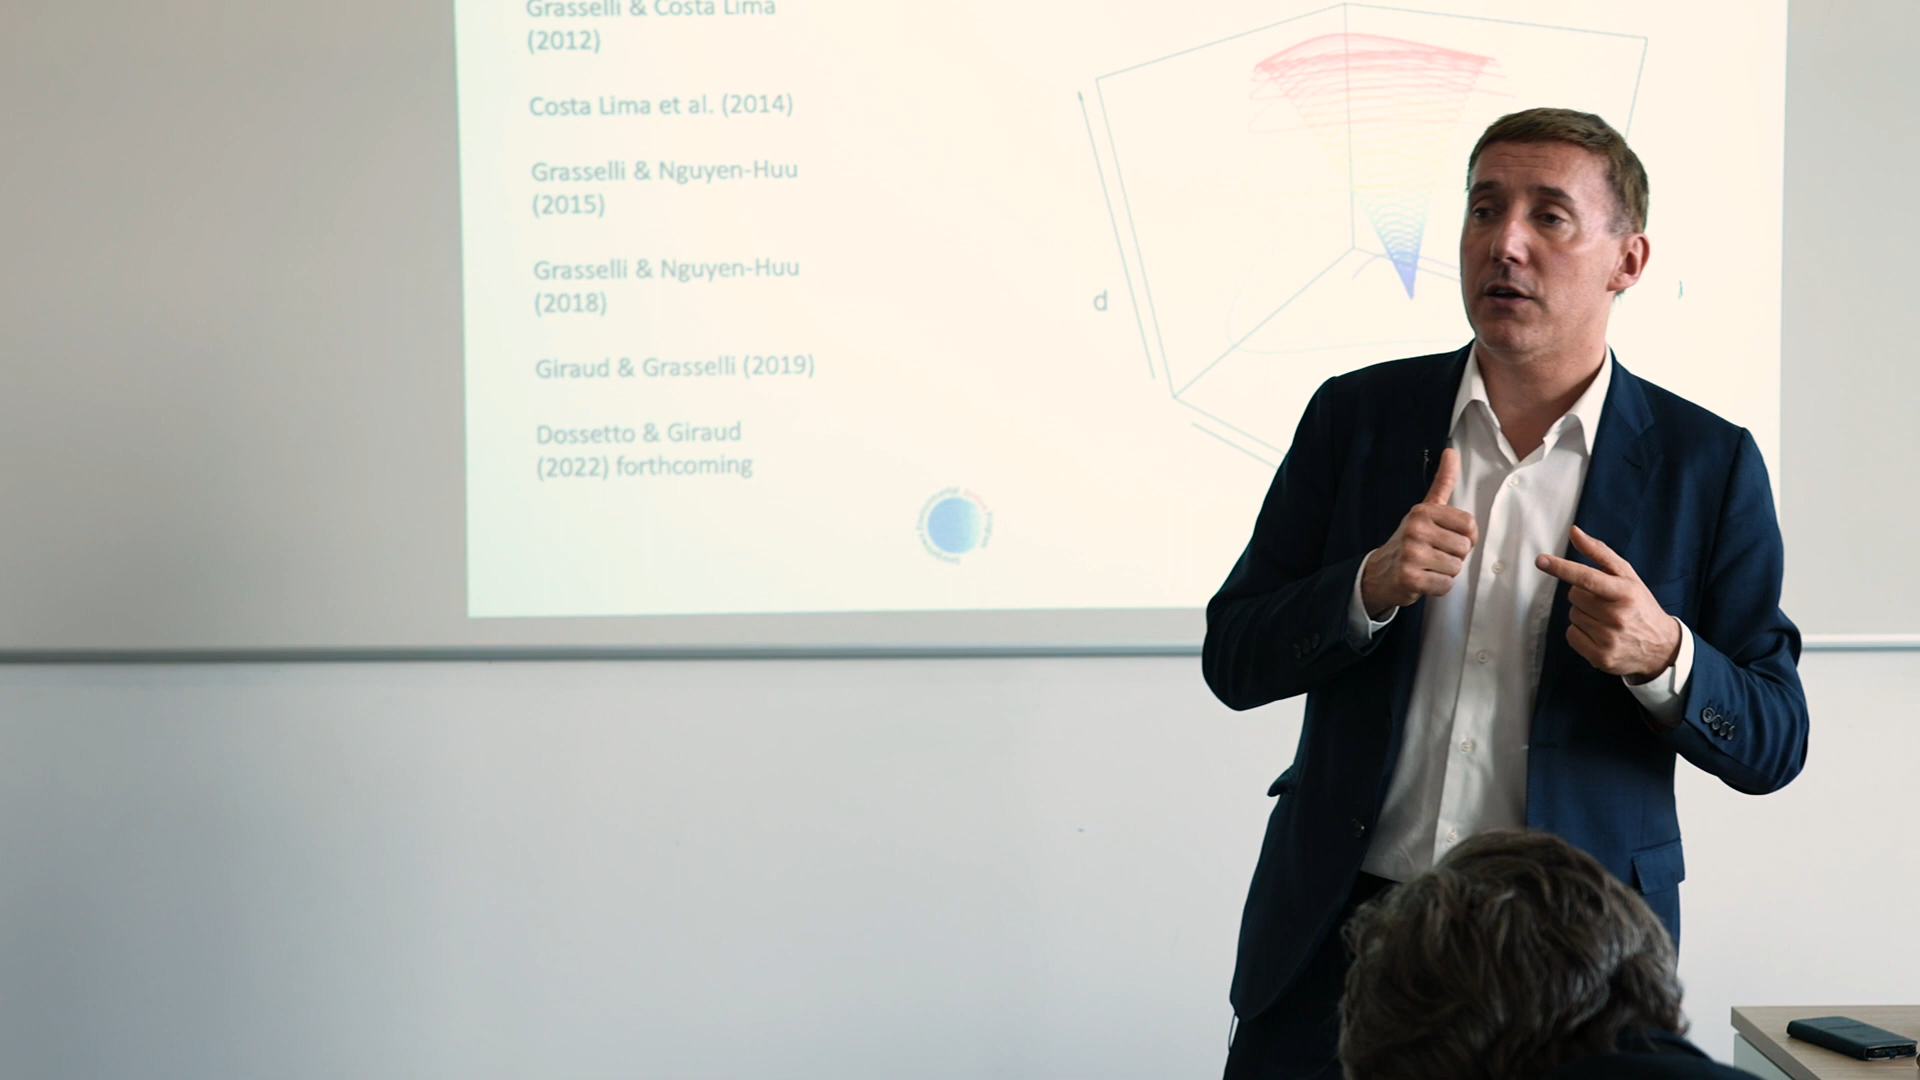 Grasselli & Costa Lima
(2012)
Costa Lima et al. (2014)
Grasselli & Nguyen-Huu
(2015)
Grasselli & Nguyen-Huu
(2018)
Giraud & Grasselli (2019)
Dossetto & Giraud
(2022) forthcoming
d